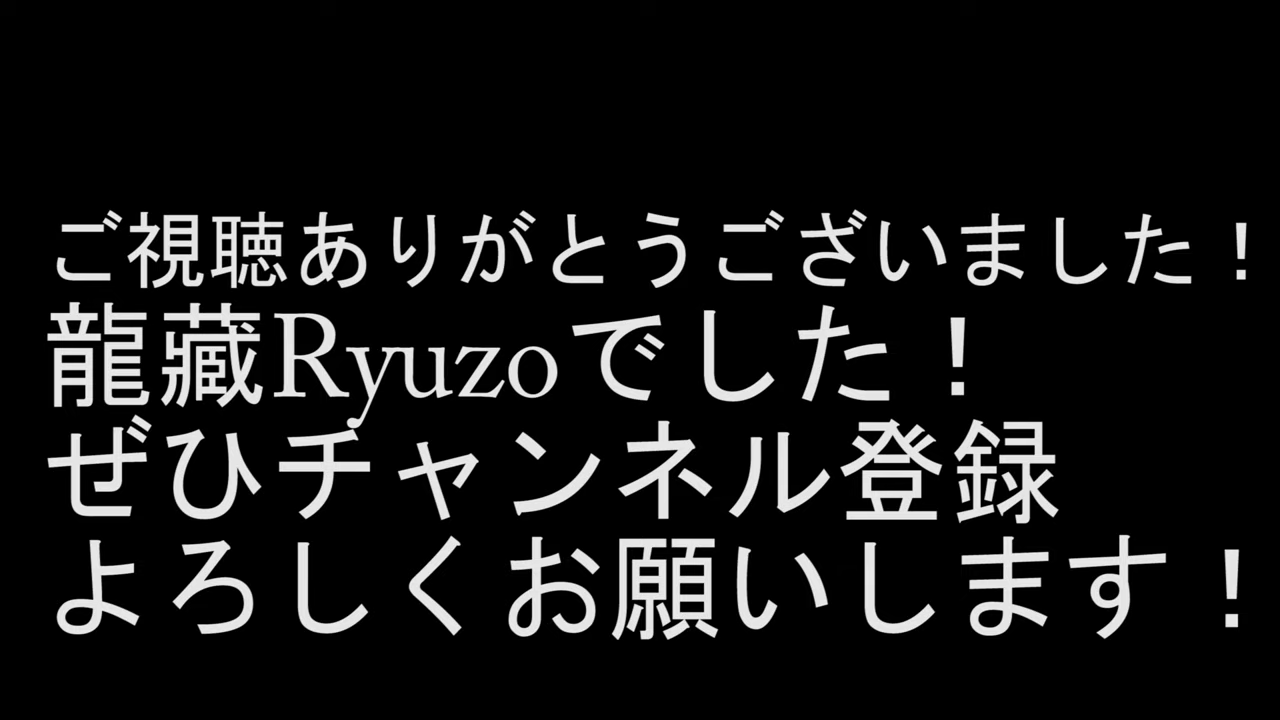 ご視聴ありがとうございました！
龍藏Ryuzoでした！
ぜひチャンネル登録
よろしくお願いします！